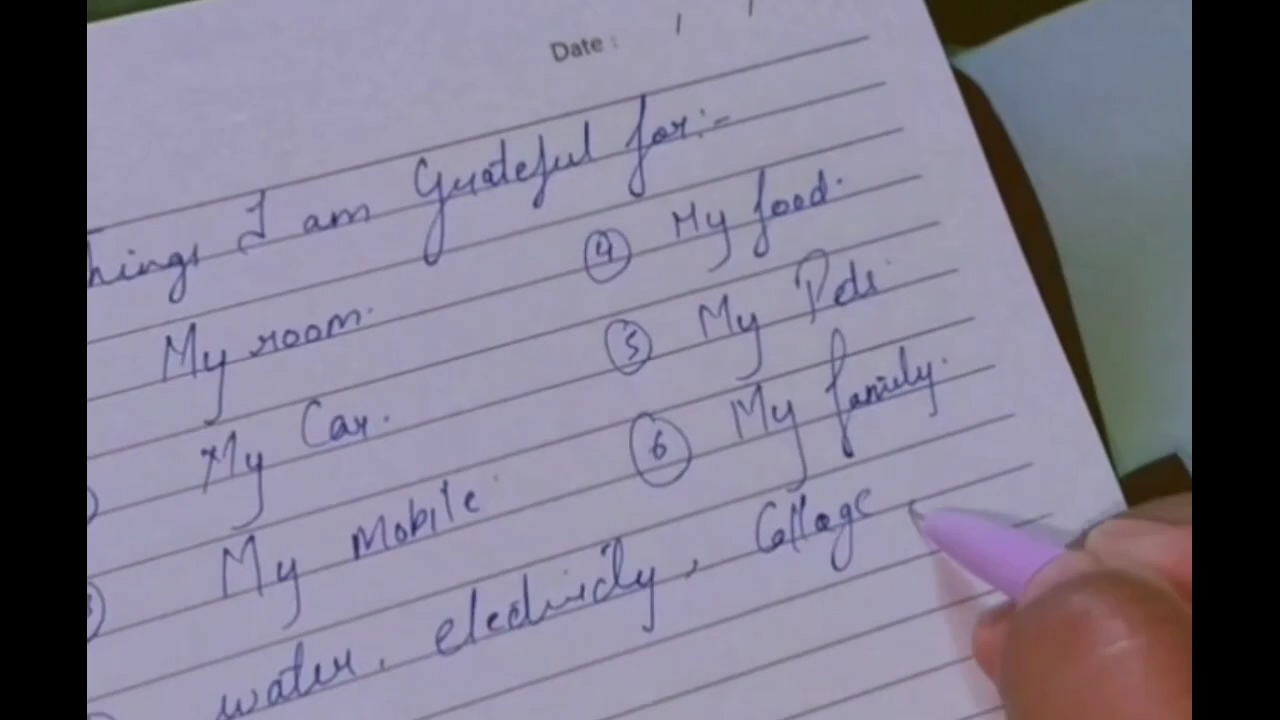 Date : / /
hings I am Grateful for:-
My room.
My Car.
My Mobile.
④ My food.
⑤ My Pets.
⑥ My family.
water, electricity, Collage